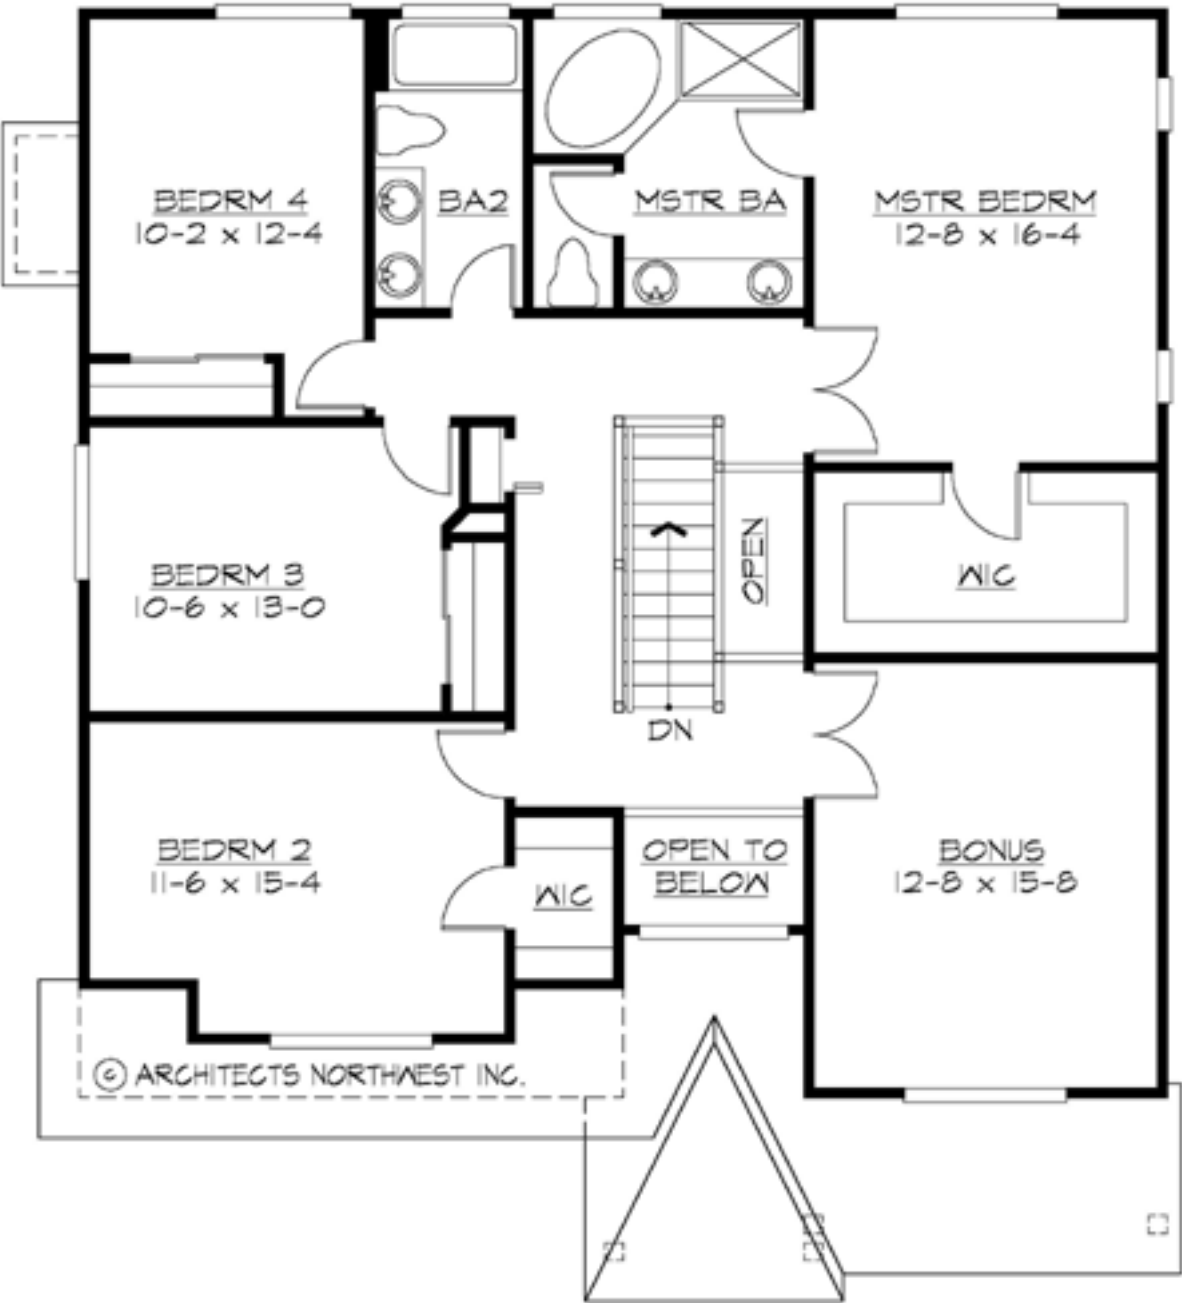 BEDRM 4
10-2 x 12-4
BA2
MSTR BA
MSTR BEDRM
12-8 x 16-4
BEDRM 3
10-6 x 13-0
OPEN
WIC
DN
BEDRM 2
11-6 x 15-4
WIC
OPEN TO
BELOW
BONUS
12-8 x 15-8
© ARCHITECTS NORTHWEST INC.